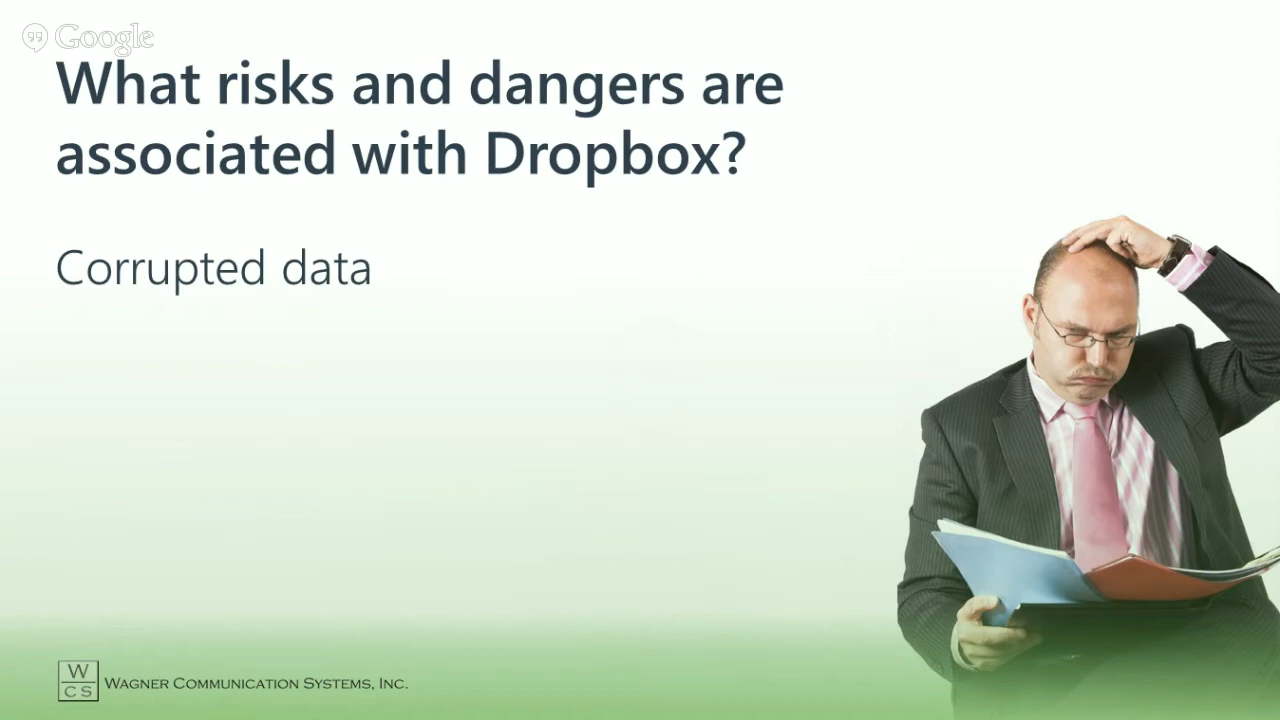 Google
What risks and dangers are
associated with Dropbox?
Corrupted data
W
CS
WAGNER COMMUNICATION SYSTEMS, INC.